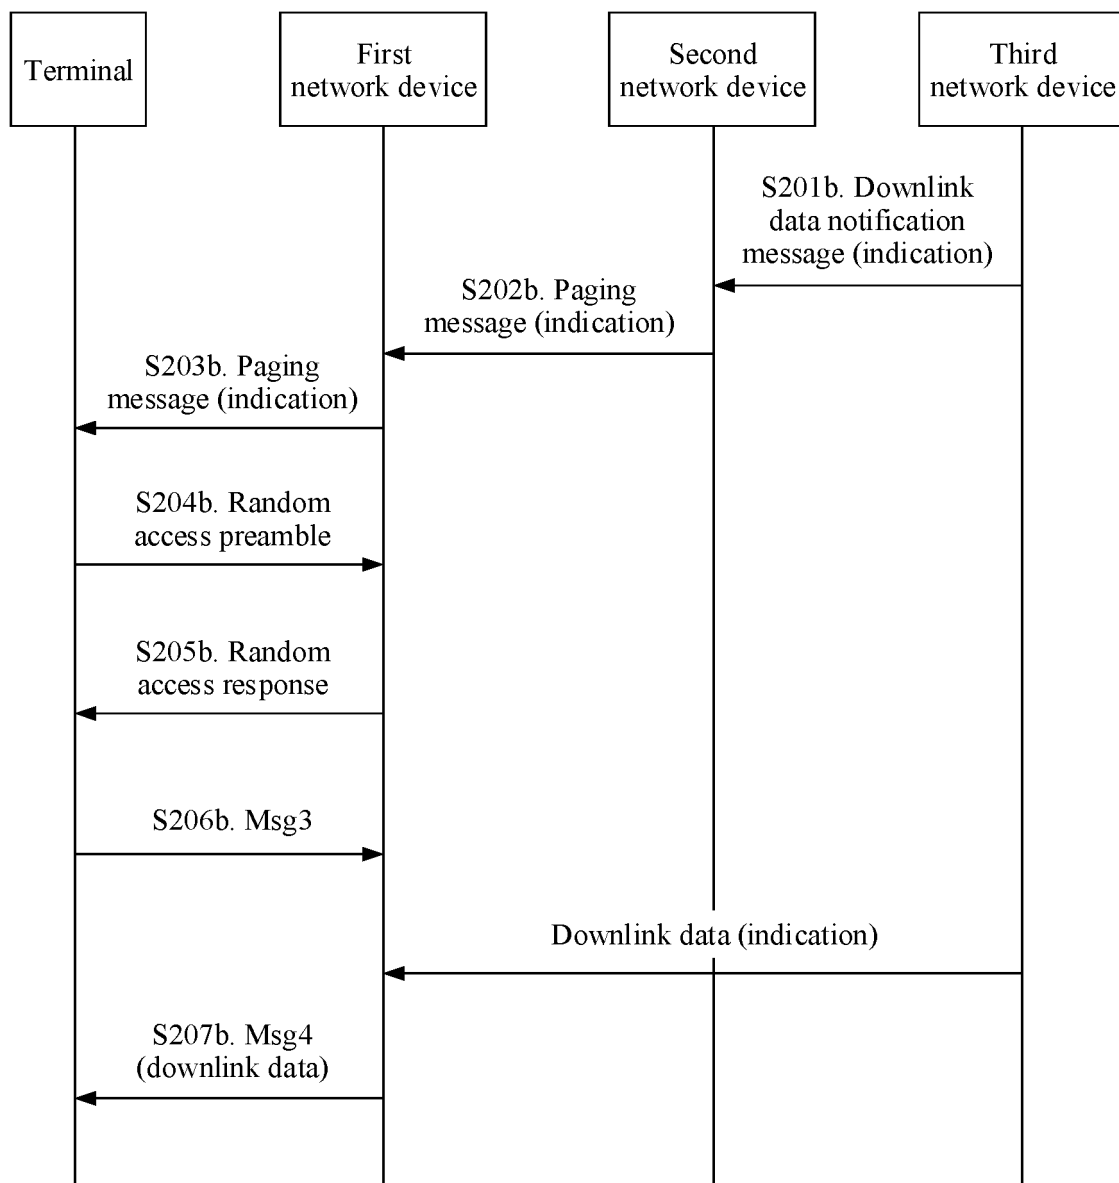 Terminal
First
network device
Second
network device
Third
network device
S201b. Downlink
data notification
message (indication)
S202b. Paging
message (indication)
S203b. Paging
message (indication)
S204b. Random
access preamble
S205b. Random
access response
S206b. Msg3
Downlink data (indication)
S207b. Msg4
(downlink data)